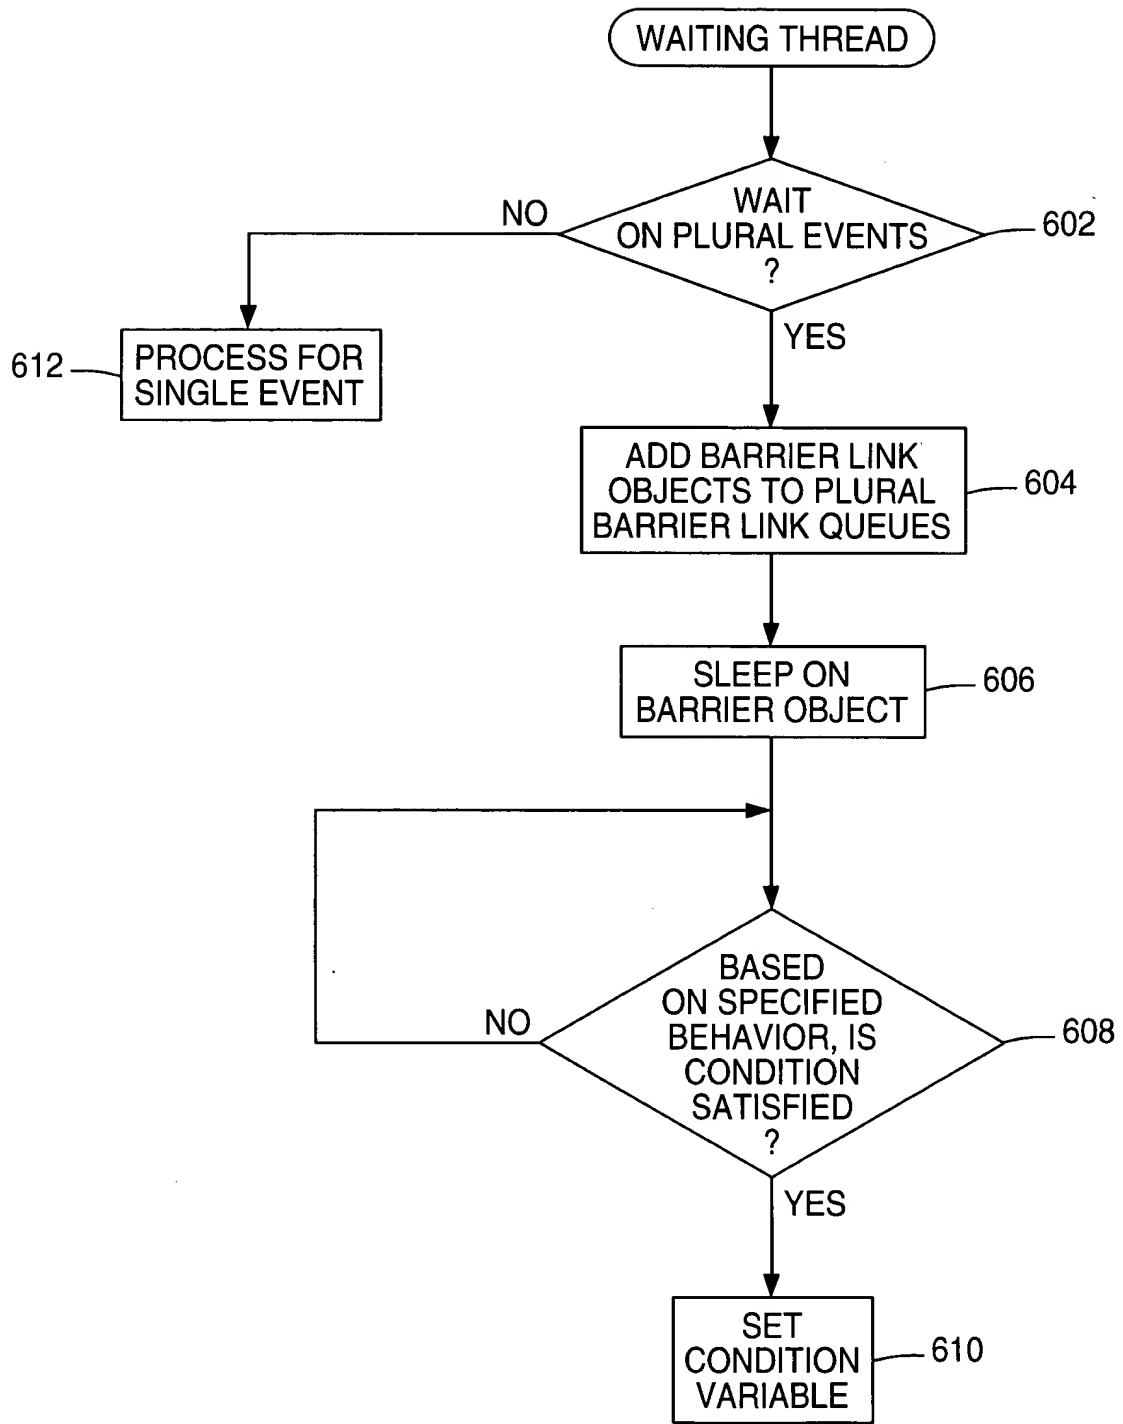 WAITING THREAD
WAIT
ON PLURAL EVENTS
?
602
NO
YES
612
PROCESS FOR
SINGLE EVENT
ADD BARRIER LINK
OBJECTS TO PLURAL
BARRIER LINK QUEUES
604
SLEEP ON
BARRIER OBJECT
606
BASED
ON SPECIFIED
BEHAVIOR, IS
CONDITION
SATISFIED
?
608
NO
YES
SET
CONDITION
VARIABLE
610